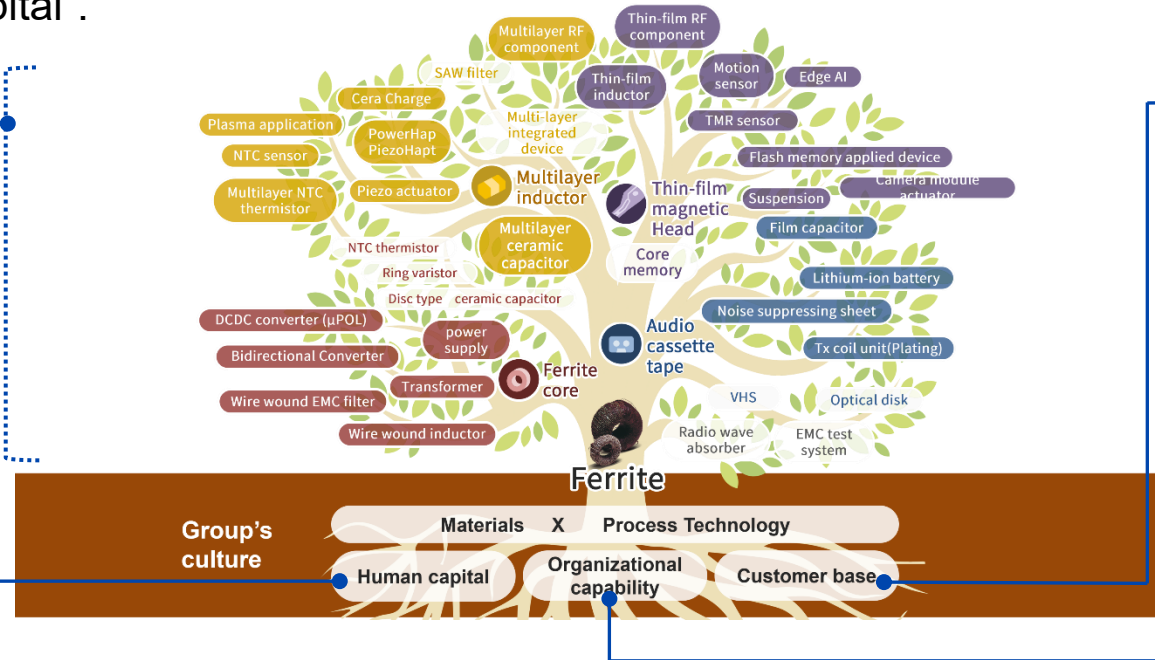 pital".
Multilayer RF
component
Thin-film RF
component
SAW filter
Thin-film
inductor
Motion
sensor
Edge AI
Cera Charge
Multi-layer
integrated
device
TMR sensor
Plasma application
PowerHap
PiezoHapt
NTC sensor
Flash memory applied device
Multilayer NTC
thermistor
Piezo actuator
Multilayer
inductor
Thin-film
magnetic
Head
Suspension
Camera module
actuator
Film capacitor
Multilayer
ceramic
capacitor
NTC thermistor
Core
memory
Ring varistor
Lithium-ion battery
Disc type ceramic capacitor
Noise suppressing sheet
DCDC converter (μPOL)
power
supply
Audio
cassette
tape
Bidirectional Converter
Tx coil unit(Plating)
Ferrite
core
Transformer
Wire wound EMC filter
VHS
Optical disk
Wire wound inductor
Radio wave
absorber
EMC test
system
Ferrite
Group's
culture
Materials X Process Technology
Human capital
Organizational
capability
Customer base